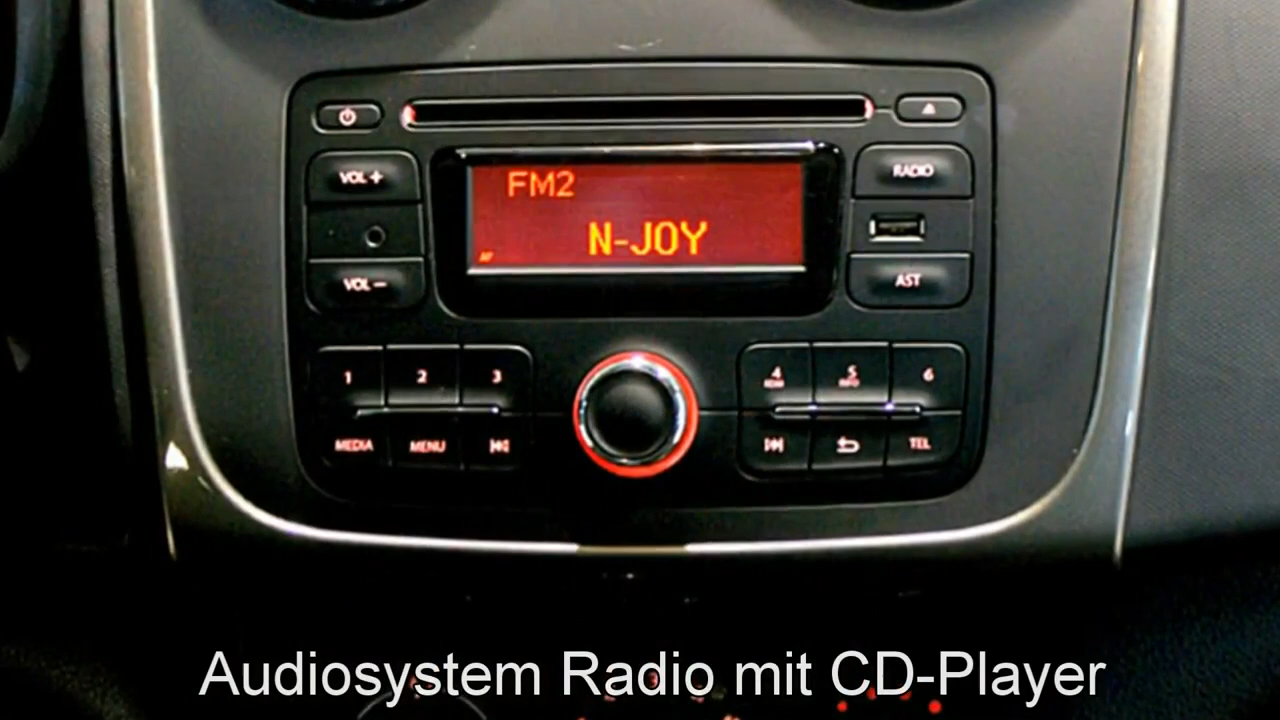 VOL +
RADIO
FM2
N-JOY
AF
VOL −
AST
1
2
3
4
5
6
MEDIA
MENU
TEL
Audiosystem Radio mit CD-Player